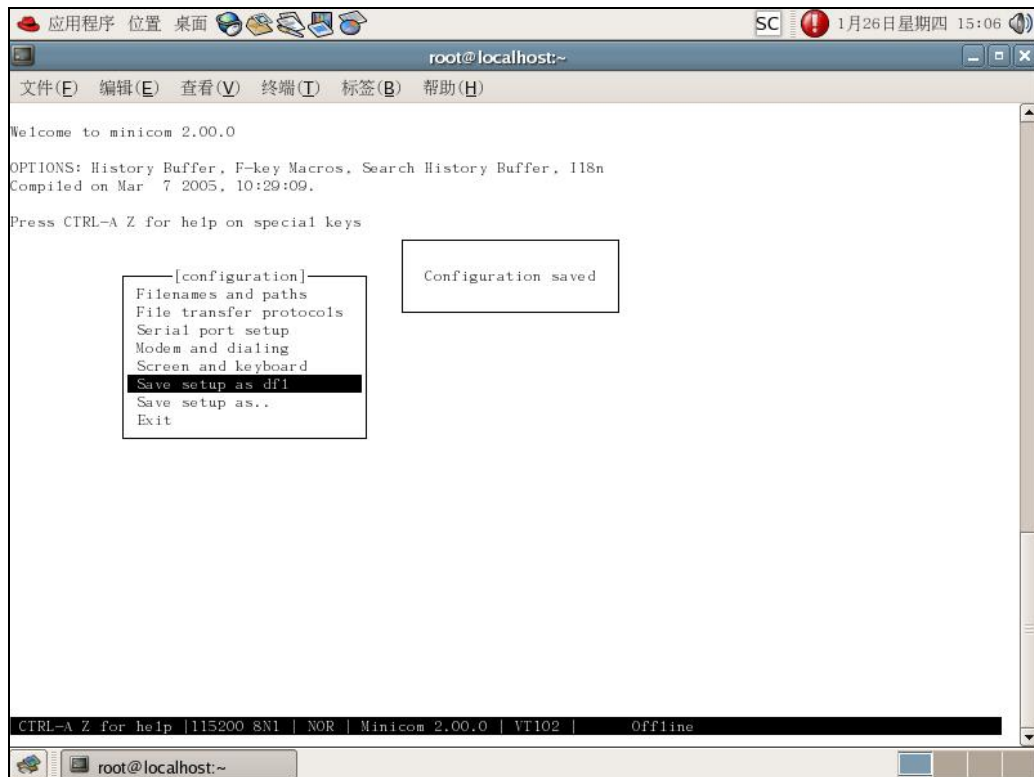 应用程序 位置 桌面 SC 1月26日星期四 15:06
root@localhost:~
文件(F) 编辑(E) 查看(V) 终端(T) 标签(B) 帮助(H)
Welcome to minicom 2.00.0
OPTIONS: History Buffer, F-key Macros, Search History Buffer, I18n
Compiled on Mar 7 2005, 10:29:09.
Press CTRL-A Z for help on special keys
[configuration]
Filenames and paths
File transfer protocols
Serial port setup
Modem and dialing
Screen and keyboard
Save setup as dfl
Save setup as..
Exit
Configuration saved
CTRL-A Z for help |115200 8N1 | NOR | Minicom 2.00.0 | VT102 | Offline
root@localhost:~